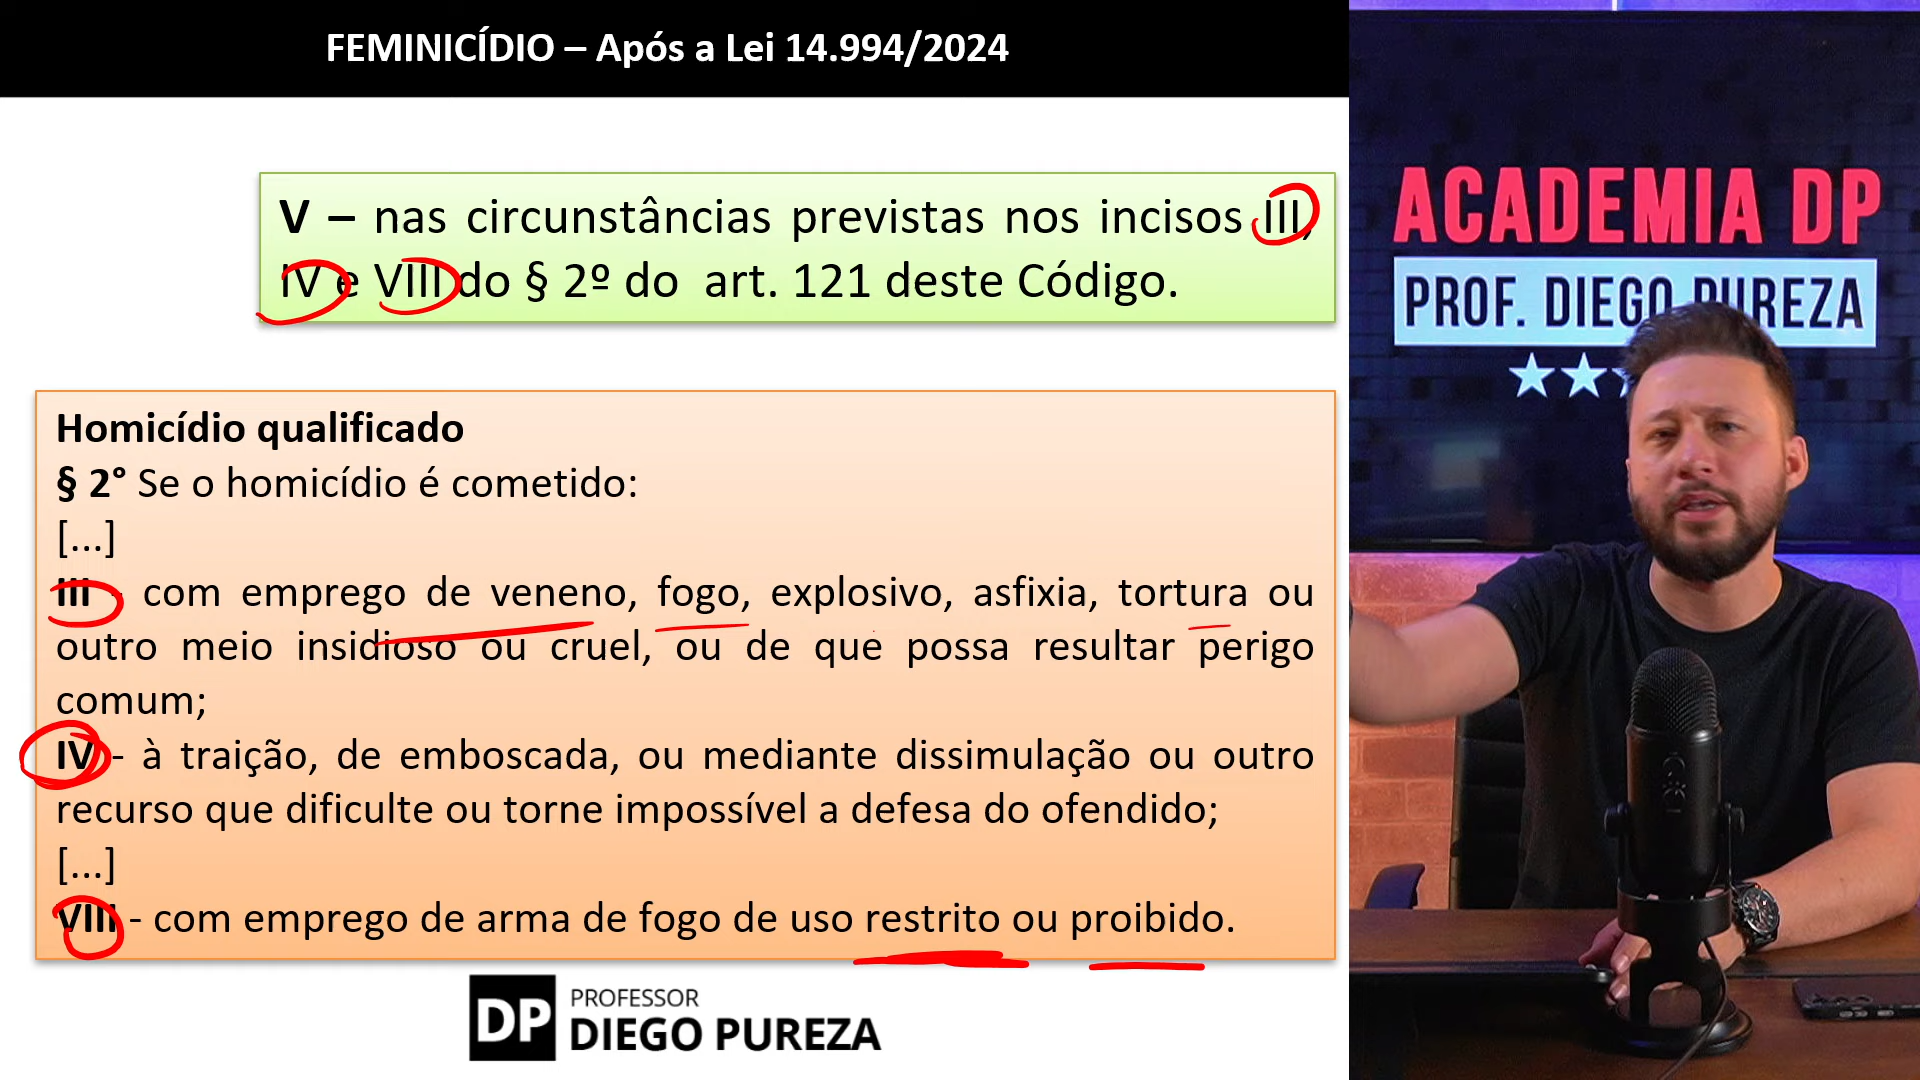 FEMINICÍDIO – Após a Lei 14.994/2024
V – nas circunstâncias previstas nos incisos III,
IV e VIII do § 2º do art. 121 deste Código.
Homicídio qualificado
§ 2° Se o homicídio é cometido:
[...]
III - com emprego de veneno, fogo, explosivo, asfixia, tortura ou
outro meio insidioso ou cruel, ou de que possa resultar perigo
comum;
IV - à traição, de emboscada, ou mediante dissimulação ou outro
recurso que dificulte ou torne impossível a defesa do ofendido;
[...]
VIII - com emprego de arma de fogo de uso restrito ou proibido.
DP
PROFESSOR
DIEGO PUREZA
ACADEMIA DP
PROF. DIEGO PUREZA